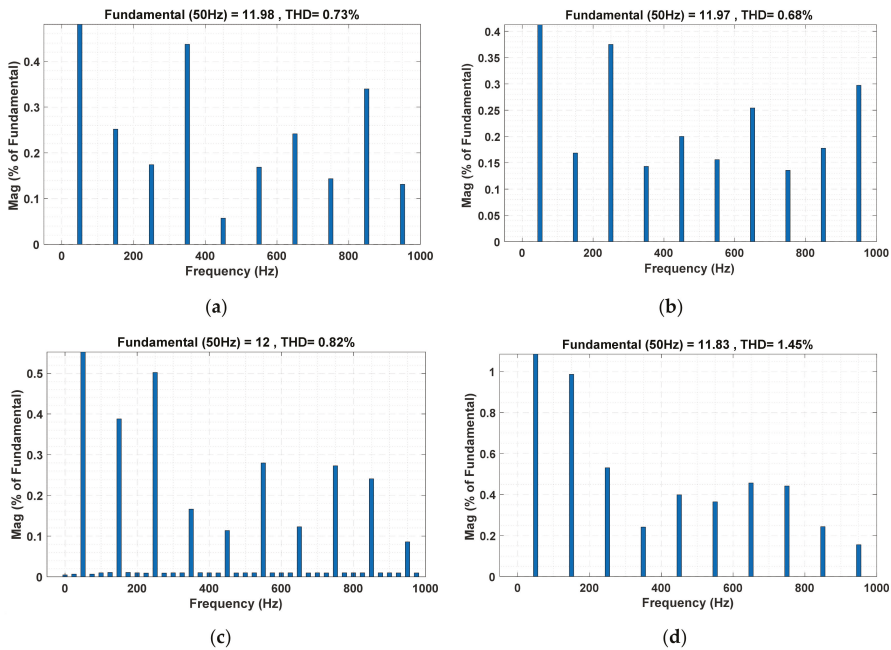 Fundamental (50Hz) = 11.98 , THD= 0.73%
Mag (% of Fundamental)
0.4
0.3
0.2
0.1
0
0 200 400 600 800 1000
Frequency (Hz)
(a)
Fundamental (50Hz) = 11.97 , THD= 0.68%
Mag (% of Fundamental)
0.4
0.35
0.3
0.25
0.2
0.15
0.1
0.05
0
0 200 400 600 800 1000
Frequency (Hz)
(b)
Fundamental (50Hz) = 12 , THD= 0.82%
Mag (% of Fundamental)
0.5
0.4
0.3
0.2
0.1
0
0 200 400 600 800 1000
Frequency (Hz)
(c)
Fundamental (50Hz) = 11.83 , THD= 1.45%
Mag (% of Fundamental)
1
0.8
0.6
0.4
0.2
0
0 200 400 600 800 1000
Frequency (Hz)
(d)